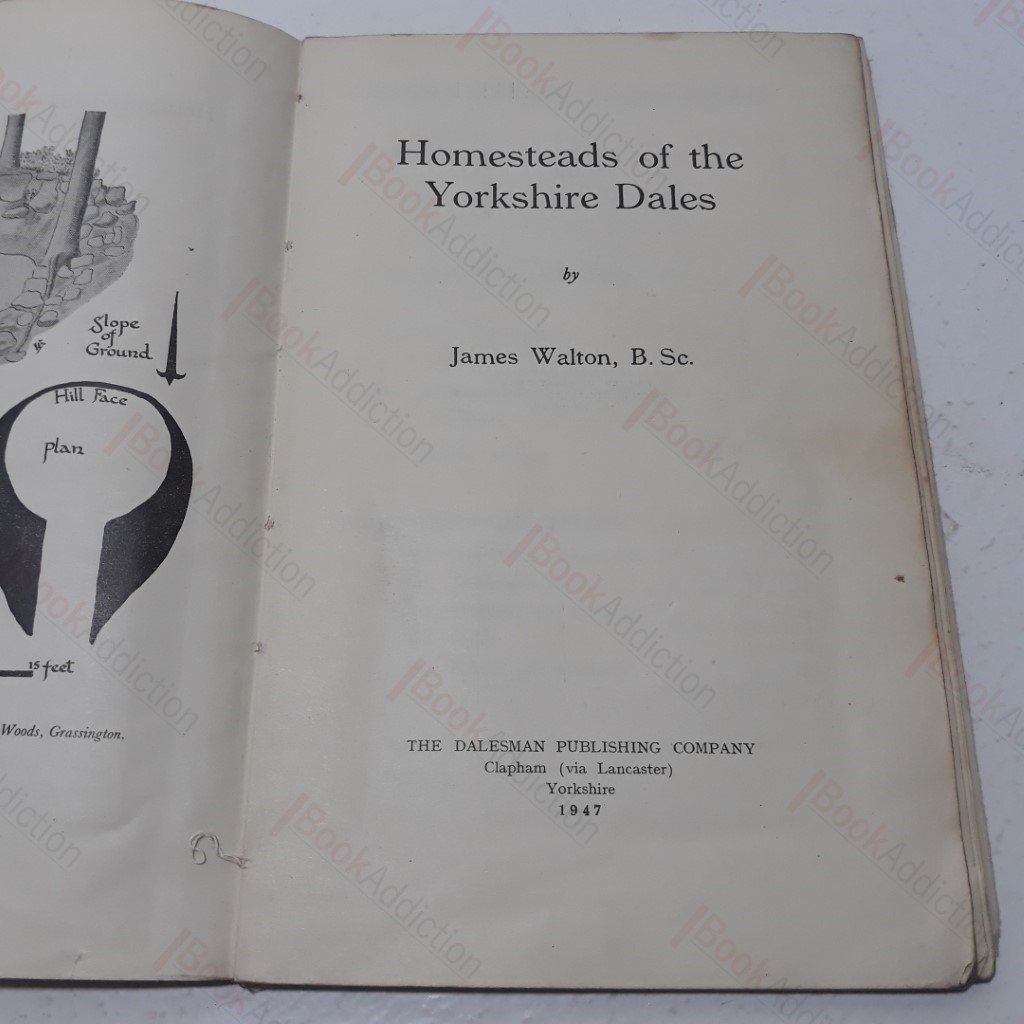 Slope
of
Ground
Hill Face
plan
15 feet
Woods, Grassington.
Homesteads of the
Yorkshire Dales
by
James Walton, B. Sc.
THE DALESMAN PUBLISHING COMPANY
Clapham (via Lancaster)
Yorkshire
1947
BookAddiction